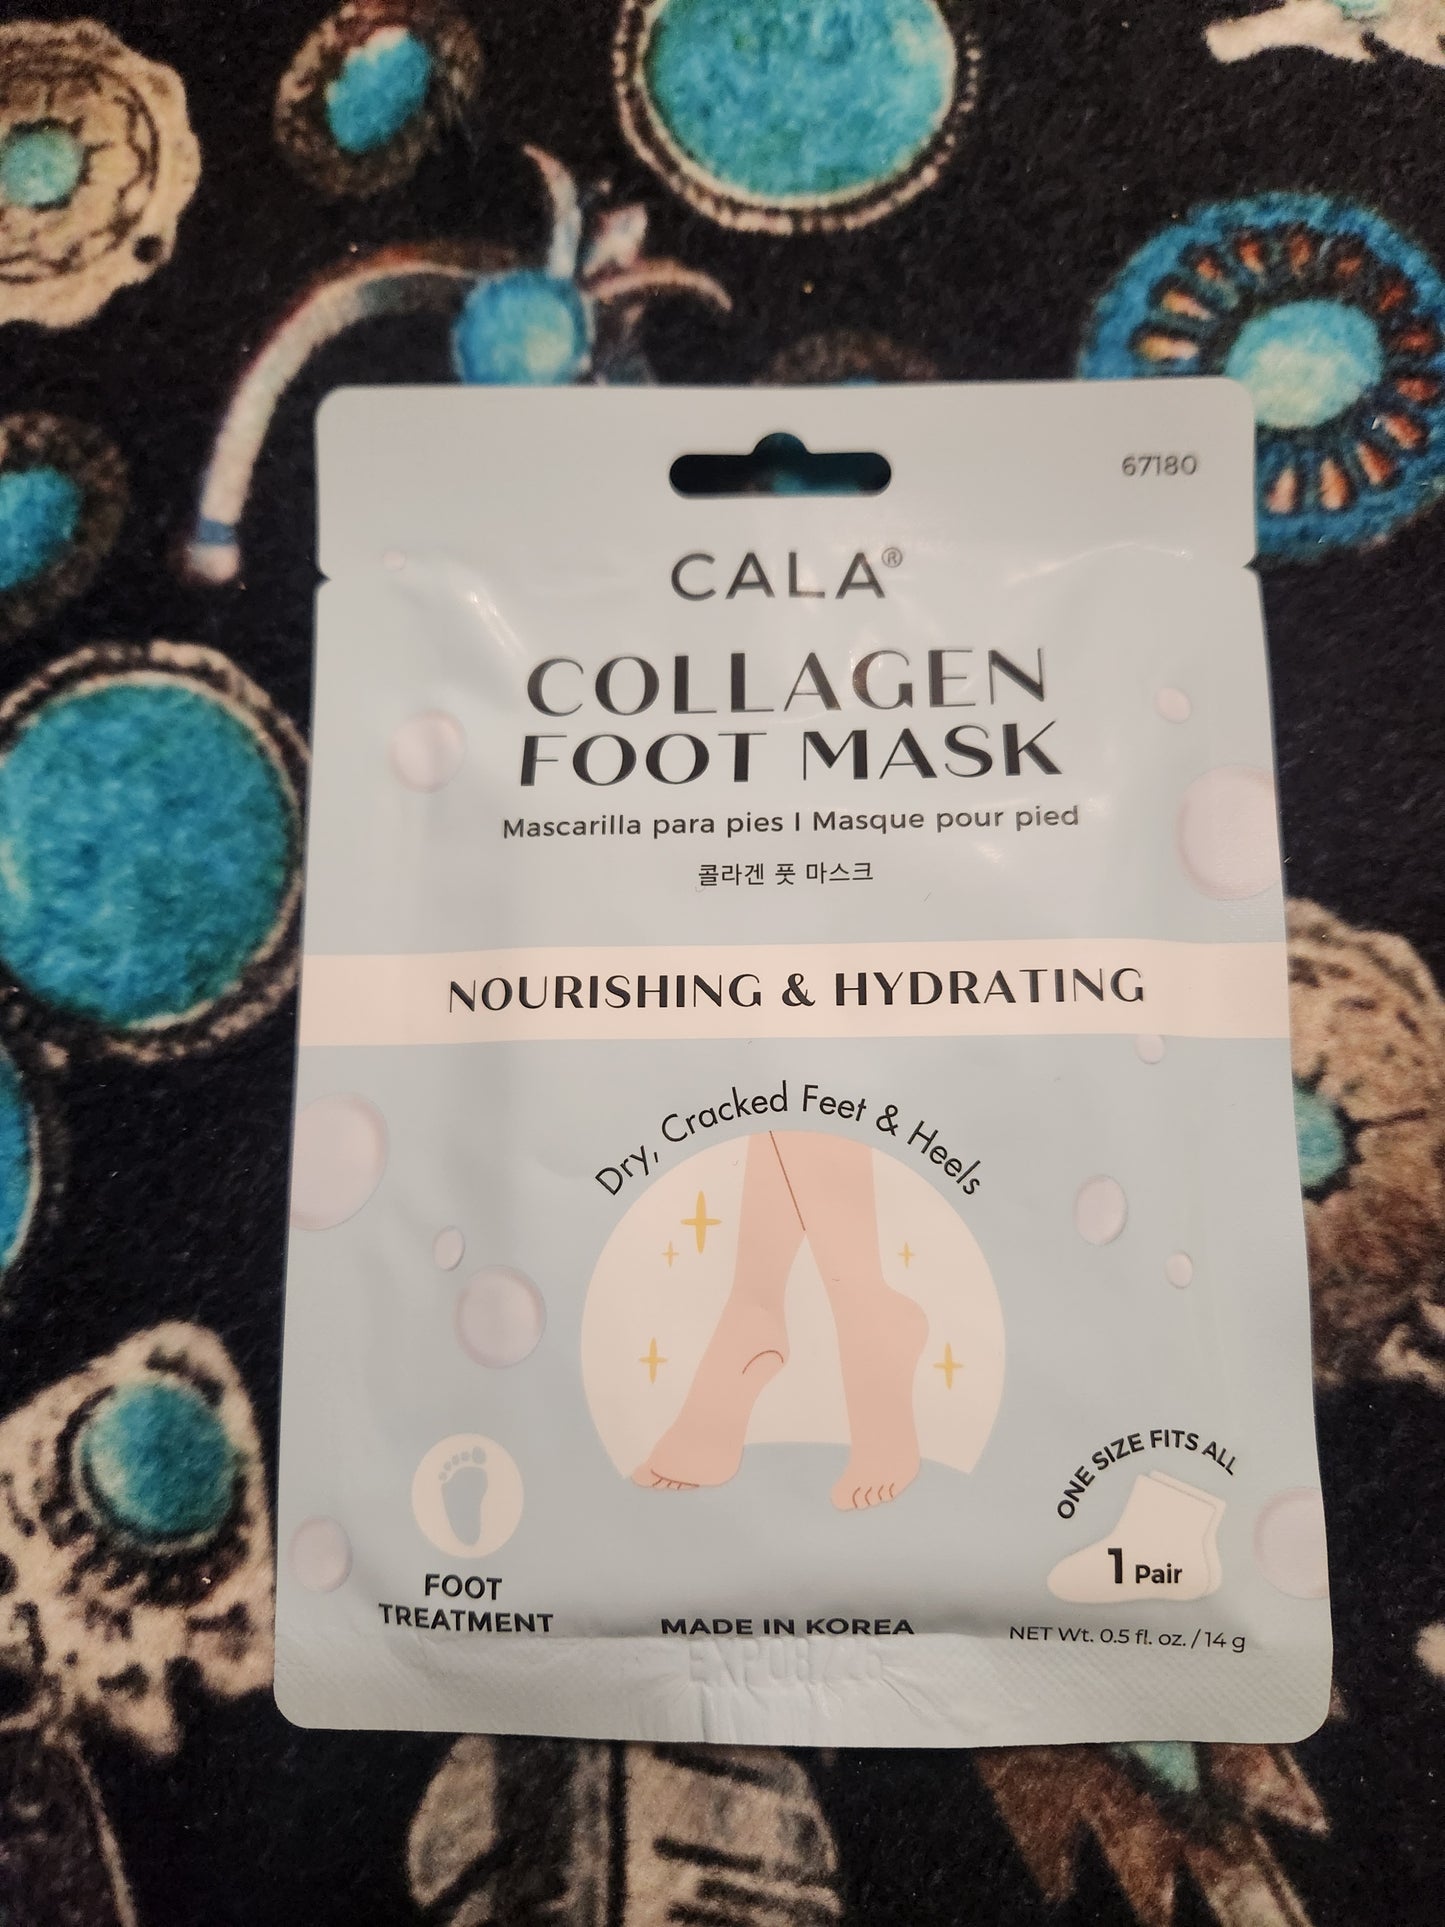 67180
CALA®
COLLAGEN
FOOT MASK
Mascarilla para pies | Masque pour pied
콜라겐 풋 마스크
NOURISHING & HYDRATING
Dry, Cracked Feet & Heels
ONE SIZE FITS ALL
1 Pair
FOOT
TREATMENT
MADE IN KOREA
NET Wt. 0.5 fl. oz. / 14 g